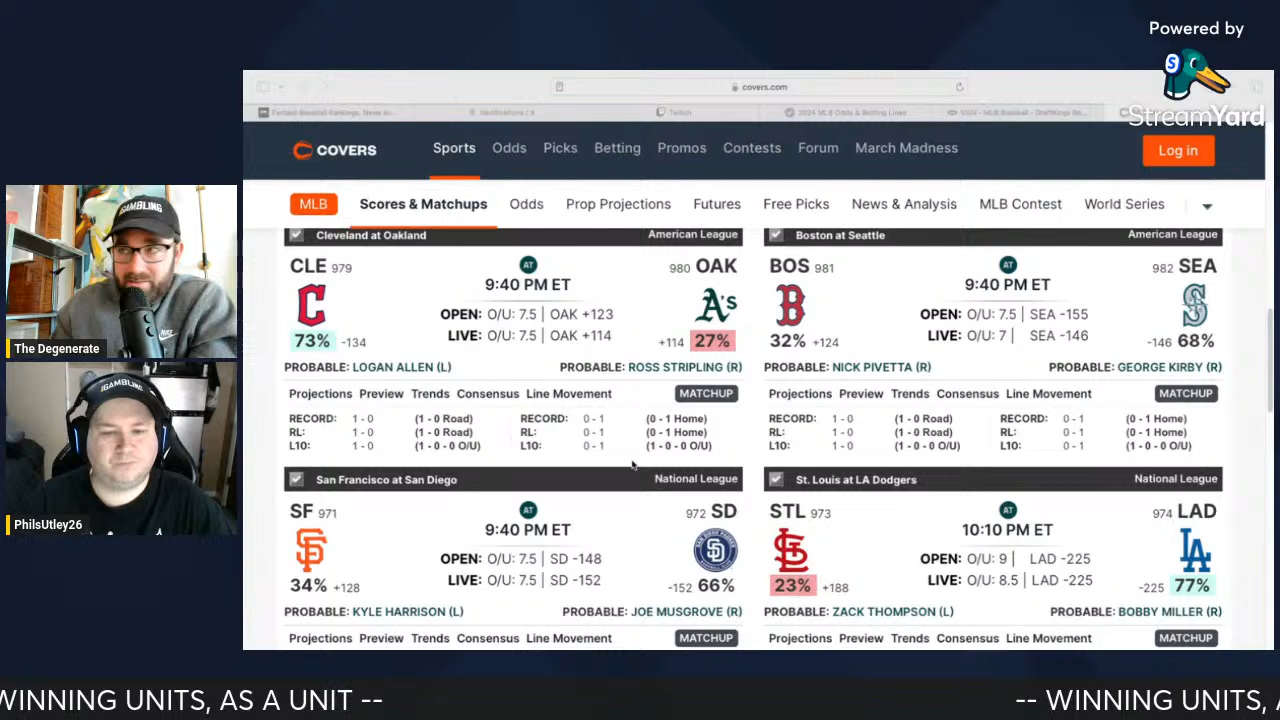 Powered by
StreamYard
covers.com
Twitch
2024 MLB Odds & Betting Lines
COVERS
Sports Odds Picks Betting Promos Contests Forum March Madness
Log in
MLB Scores & Matchups Odds Prop Projections Futures Free Picks News & Analysis MLB Contest World Series
Cleveland at Oakland American League
CLE 979 AT 980 OAK
9:40 PM ET
C A's
OPEN: O/U: 7.5 | OAK +123
LIVE: O/U: 7.5 | OAK +114
73% -134 +114 27%
PROBABLE: LOGAN ALLEN (L) PROBABLE: ROSS STRIPLING (R)
Projections Preview Trends Consensus Line Movement MATCHUP
RECORD: 1 - 0 (1 - 0 Road) RECORD: 0 - 1 (0 - 1 Home)
RL: 1 - 0 (1 - 0 Road) RL: 0 - 1 (0 - 1 Home)
L10: 1 - 0 (1 - 0 - 0 O/U) L10: 0 - 1 (1 - 0 - 0 O/U)
Boston at Seattle American League
BOS 981 AT 982 SEA
9:40 PM ET
B S
OPEN: O/U: 7.5 | SEA -155
LIVE: O/U: 7 | SEA -146
32% +124 -146 68%
PROBABLE: NICK PIVETTA (R) PROBABLE: GEORGE KIRBY (R)
Projections Preview Trends Consensus Line Movement MATCHUP
RECORD: 1 - 0 (1 - 0 Road) RECORD: 0 - 1 (0 - 1 Home)
RL: 1 - 0 (1 - 0 Road) RL: 0 - 1 (0 - 1 Home)
L10: 1 - 0 (1 - 0 - 0 O/U) L10: 0 - 1 (1 - 0 - 0 O/U)
San Francisco at San Diego National League
SF 971 AT 972 SD
9:40 PM ET
SF SD
OPEN: O/U: 7.5 | SD -148
LIVE: O/U: 7.5 | SD -152
34% +128 -152 66%
PROBABLE: KYLE HARRISON (L) PROBABLE: JOE MUSGROVE (R)
Projections Preview Trends Consensus Line Movement MATCHUP
St. Louis at LA Dodgers National League
STL 973 AT 974 LAD
10:10 PM ET
STL LA
OPEN: O/U: 9 | LAD -225
LIVE: O/U: 8.5 | LAD -225
23% +188 -225 77%
PROBABLE: ZACK THOMPSON (L) PROBABLE: BOBBY MILLER (R)
Projections Preview Trends Consensus Line Movement MATCHUP
GAMBLING
The Degenerate
GAMBLING
PhilsUtley26
WINNING UNITS, AS A UNIT -- -- WINNING UNITS, A